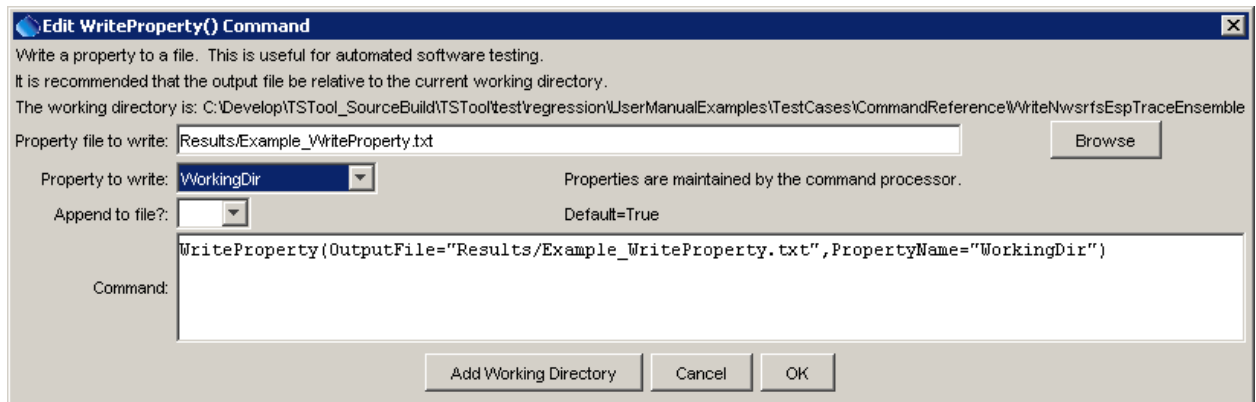 Edit WriteProperty() Command
Write a property to a file. This is useful for automated software testing.
It is recommended that the output file be relative to the current working directory.
The working directory is: C:\Develop\TSTool_SourceBuild\TSTool\test\regression\UserManualExamples\TestCases\CommandReference\WriteNwsrfsEspTraceEnsemble
Property file to write: Results/Example_WriteProperty.txt Browse
Property to write: WorkingDir Properties are maintained by the command processor.
Append to file?: Default=True
WriteProperty(OutputFile="Results/Example_WriteProperty.txt",PropertyName="WorkingDir")
Command:
Add Working Directory Cancel OK